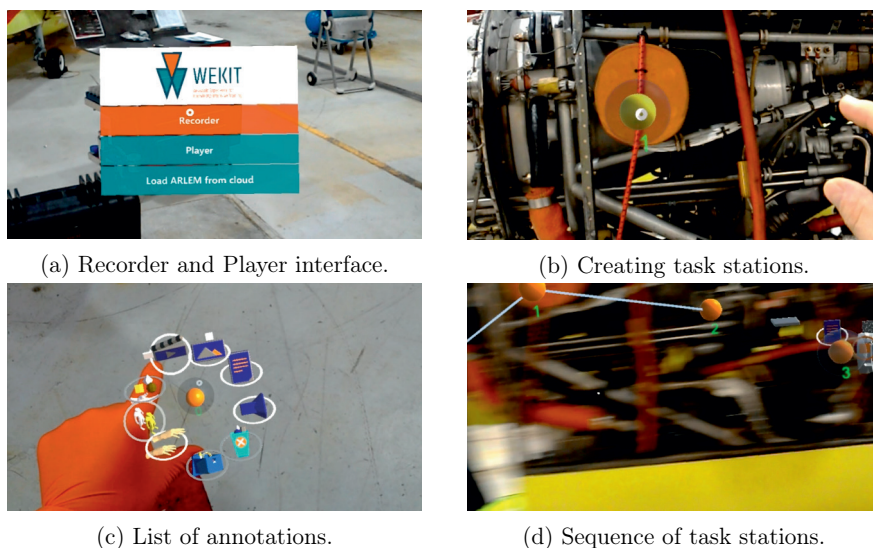 WEKIT
Recorder
Player
Load ARLEM from cloud
1
(a) Recorder and Player interface.
(b) Creating task stations.
1
2
3
(c) List of annotations.
(d) Sequence of task stations.